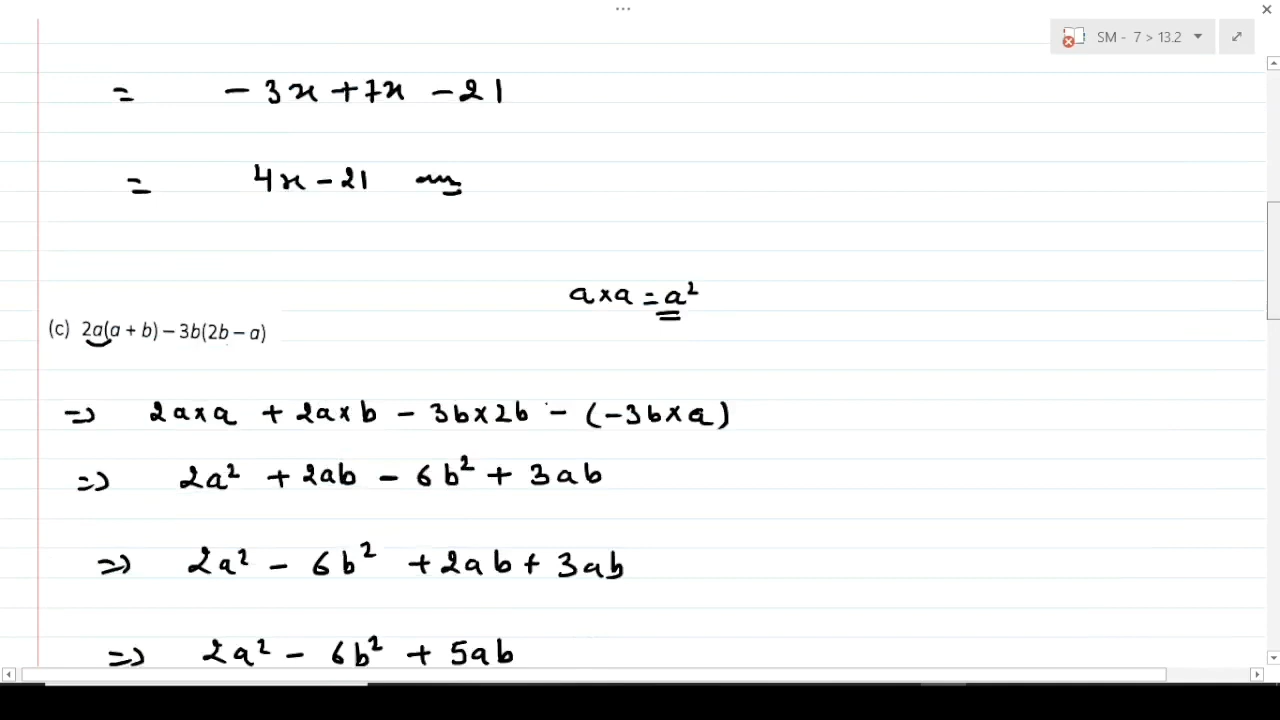 SM - 7 > 13.2
= - 3x + 7x - 21
= 4x - 21 ans
a × a = a²
(c) 2a(a + b) – 3b(2b – a)
=> 2a × a + 2a × b - 3b × 2b - (-3b × a)
=> 2a² + 2ab - 6b² + 3ab
=> 2a² - 6b² + 2ab + 3ab
=> 2a² - 6b² + 5ab